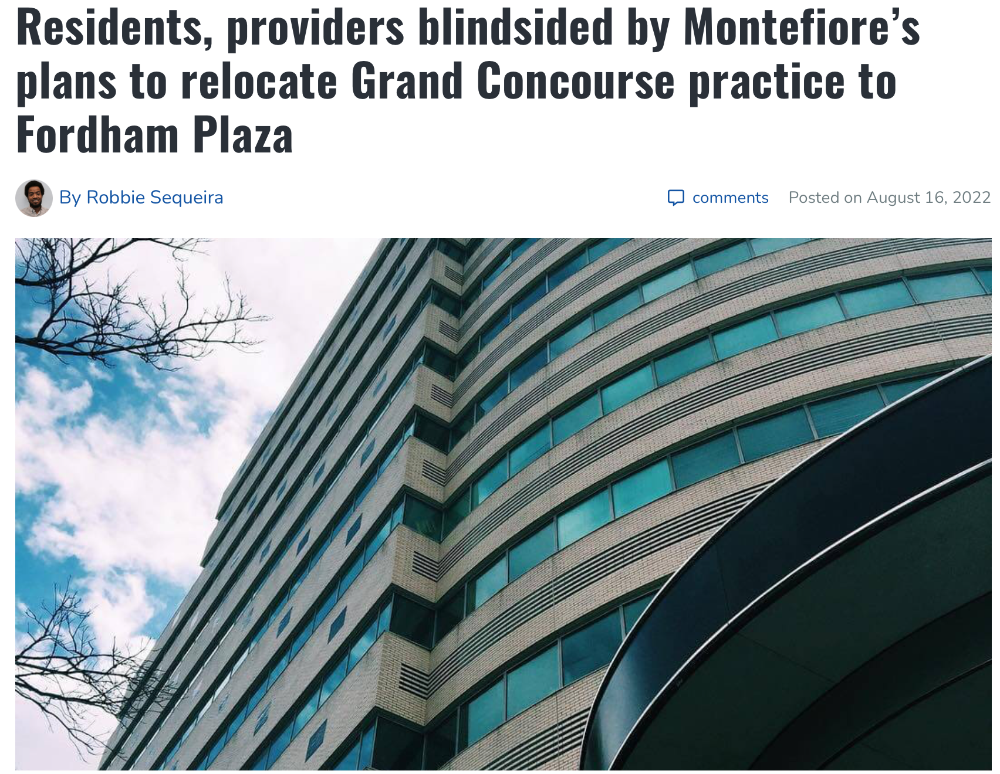 Residents, providers blindsided by Montefiore’s
plans to relocate Grand Concourse practice to
Fordham Plaza
By Robbie Sequeira
comments
Posted on August 16, 2022